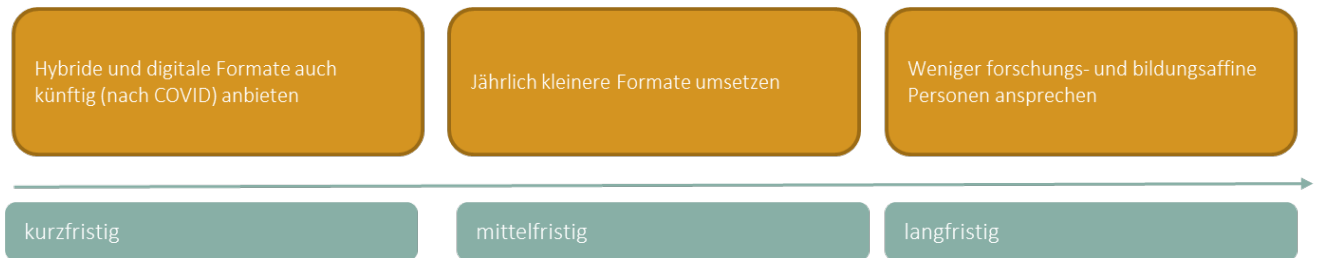 Hybride und digitale Formate auch
künftig (nach COVID) anbieten
Jährlich kleinere Formate umsetzen
Weniger forschungs- und bildungsaffine
Personen ansprechen
kurzfristig
mittelfristig
langfristig